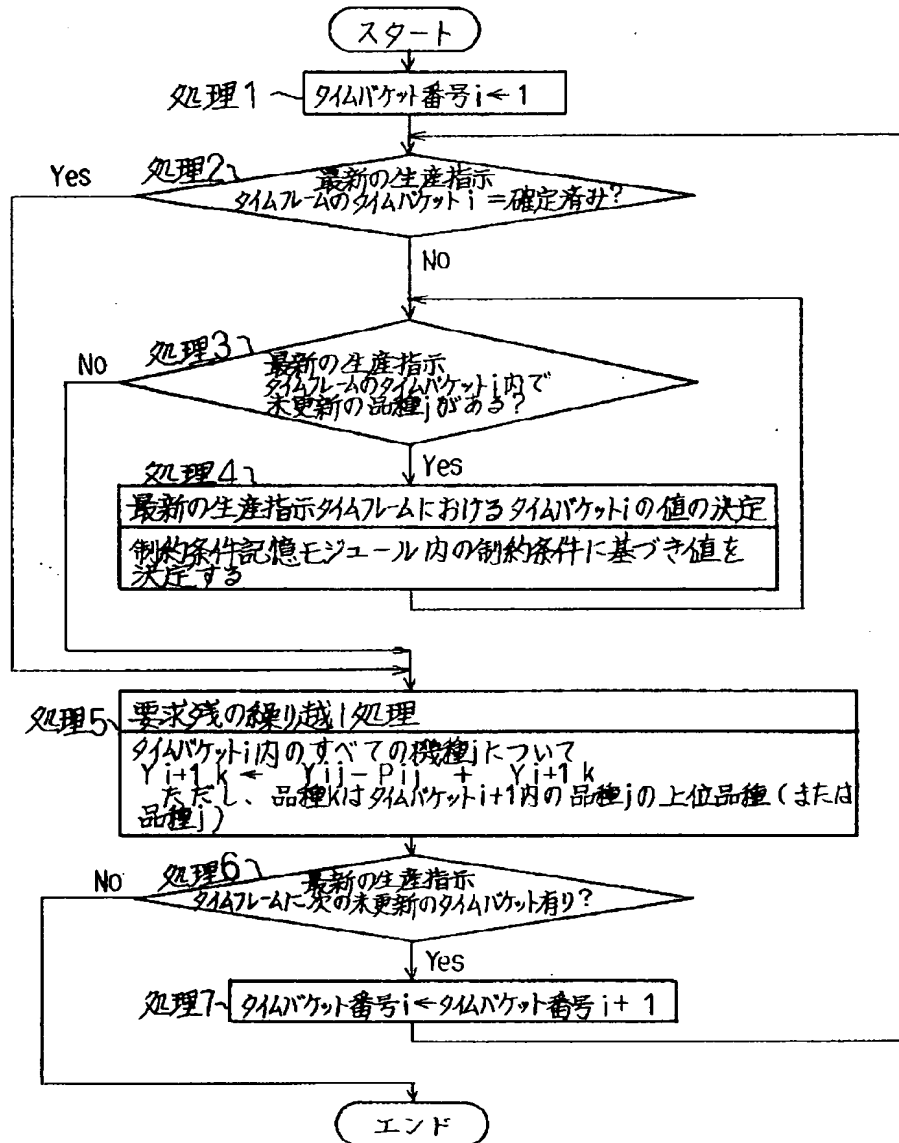 スタート
処理1
タイムバケット番号i←1
処理2
Yes
最新の生産指示
タイムフレームのタイムバケットi=確定済み?
No
処理3
No
最新の生産指示
タイムフレームのタイムバケットi内で
未更新の品種jがある?
Yes
処理4
最新の生産指示タイムフレームにおけるタイムバケットiの値の決定
制約条件記憶モジュール内の制約条件に基づき値を
決定する
処理5
要求残の繰り越し処理
タイムバケットi内のすべての機種jについて
Yi+1 k ← Yij - Pij + Yi+1 k
ただし、品種kはタイムバケットi+1内の品種jの上位品種(または
品種j)
処理6
No
最新の生産指示
タイムフレームに次の未更新のタイムバケット有り?
Yes
処理7
タイムバケット番号i←タイムバケット番号i+1
エンド